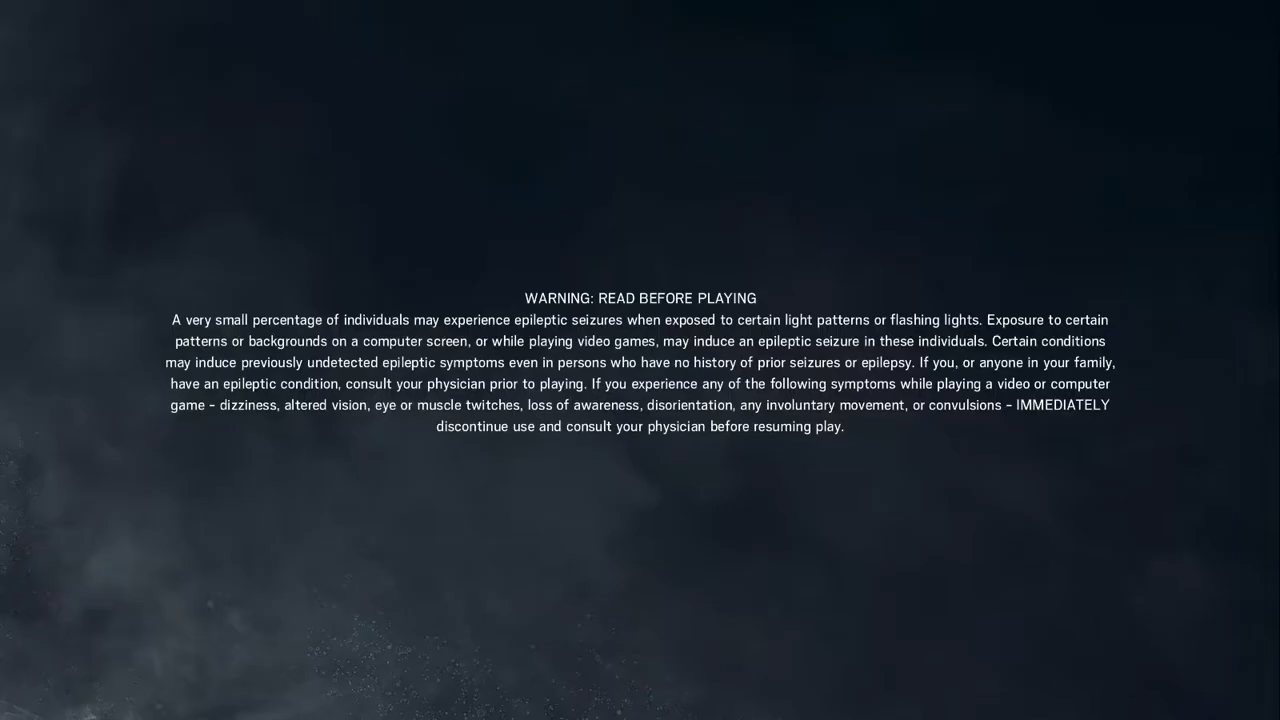 WARNING: READ BEFORE PLAYING
A very small percentage of individuals may experience epileptic seizures when exposed to certain light patterns or flashing lights. Exposure to certain
patterns or backgrounds on a computer screen, or while playing video games, may induce an epileptic seizure in these individuals. Certain conditions
may induce previously undetected epileptic symptoms even in persons who have no history of prior seizures or epilepsy. If you, or anyone in your family,
have an epileptic condition, consult your physician prior to playing. If you experience any of the following symptoms while playing a video or computer
game - dizziness, altered vision, eye or muscle twitches, loss of awareness, disorientation, any involuntary movement, or convulsions - IMMEDIATELY
discontinue use and consult your physician before resuming play.